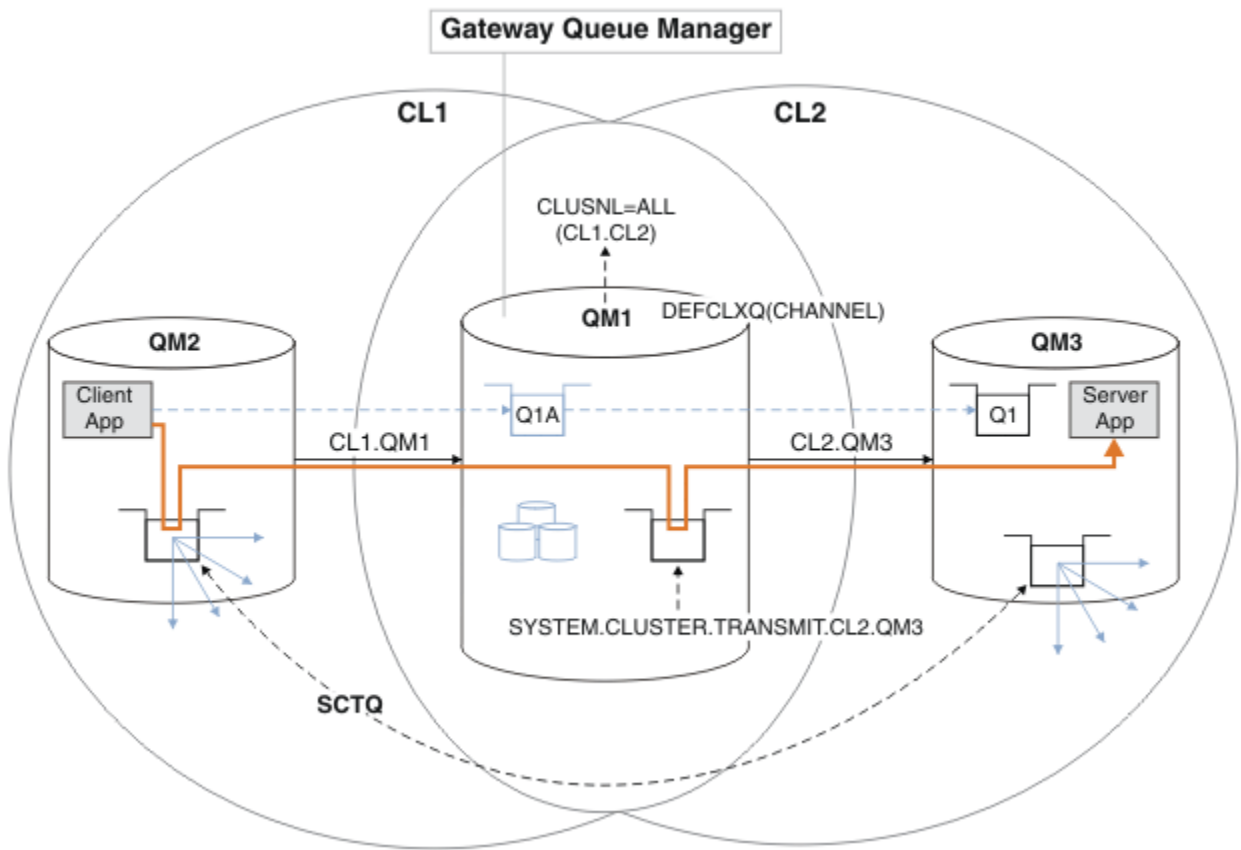 Gateway Queue Manager
CL1
CL2
CLUSNL=ALL
(CL1.CL2)
QM1
DEFCLXQ(CHANNEL)
QM2
QM3
Client
App
Q1A
Q1
Server
App
CL1.QM1
CL2.QM3
SYSTEM.CLUSTER.TRANSMIT.CL2.QM3
SCTQ